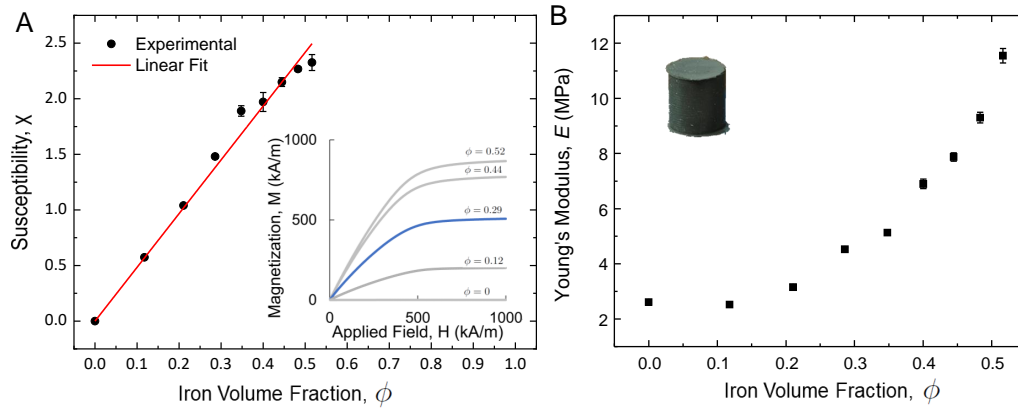 A
Susceptibility, χ
2.5
2.0
1.5
1.0
0.5
0.0
Experimental
Linear Fit
Magnetization, M (kA/m)
1000
500
0
ϕ = 0.52
ϕ = 0.44
ϕ = 0.29
ϕ = 0.12
ϕ = 0
0 500 1000
Applied Field, H (kA/m)
0.0 0.1 0.2 0.3 0.4 0.5 0.6 0.7 0.8 0.9 1.0
Iron Volume Fraction, ϕ
B
Young's Modulus, E (MPa)
12
10
8
6
4
2
0.0 0.1 0.2 0.3 0.4 0.5
Iron Volume Fraction, ϕ